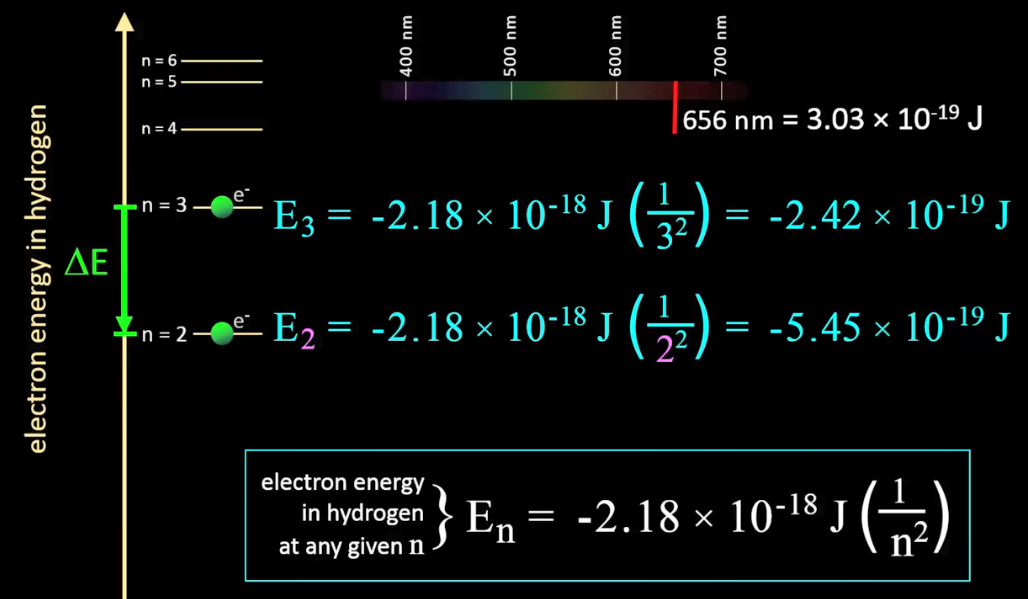 electron energy in hydrogen
n = 6
n = 5
n = 4
n = 3
n = 2
e⁻
e⁻
ΔE
400 nm
500 nm
600 nm
700 nm
656 nm = 3.03 × 10⁻¹⁹ J
E₃ = -2.18 × 10⁻¹⁸ J (1/3²) = -2.42 × 10⁻¹⁹ J
E₂ = -2.18 × 10⁻¹⁸ J (1/2²) = -5.45 × 10⁻¹⁹ J
electron energy
in hydrogen
at any given n
Eₙ = -2.18 × 10⁻¹⁸ J (1/n²)